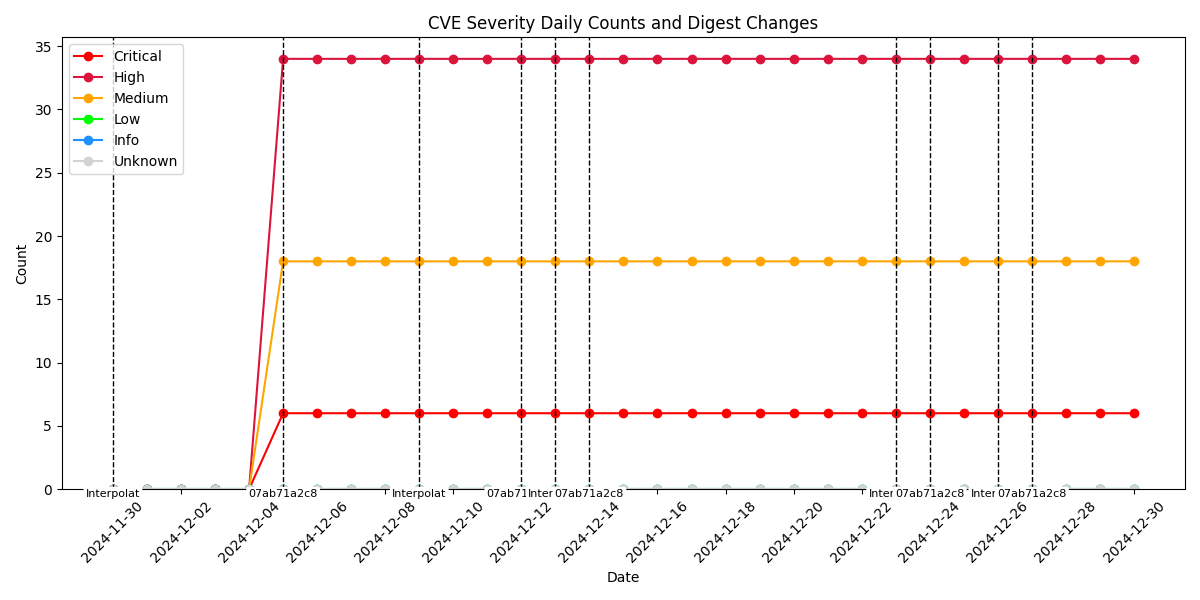 CVE Severity Daily Counts and Digest Changes
Critical
High
Medium
Low
Info
Unknown
Count
35
30
25
20
15
10
5
0
Interpolat
07ab71a2c8
Interpolat
07ab71
Inter
07ab71a2c8
Inter
07ab71a2c8
Inter
07ab71a2c8
2024-11-30
2024-12-02
2024-12-04
2024-12-06
2024-12-08
2024-12-10
2024-12-12
2024-12-14
2024-12-16
2024-12-18
2024-12-20
2024-12-22
2024-12-24
2024-12-26
2024-12-28
2024-12-30
Date